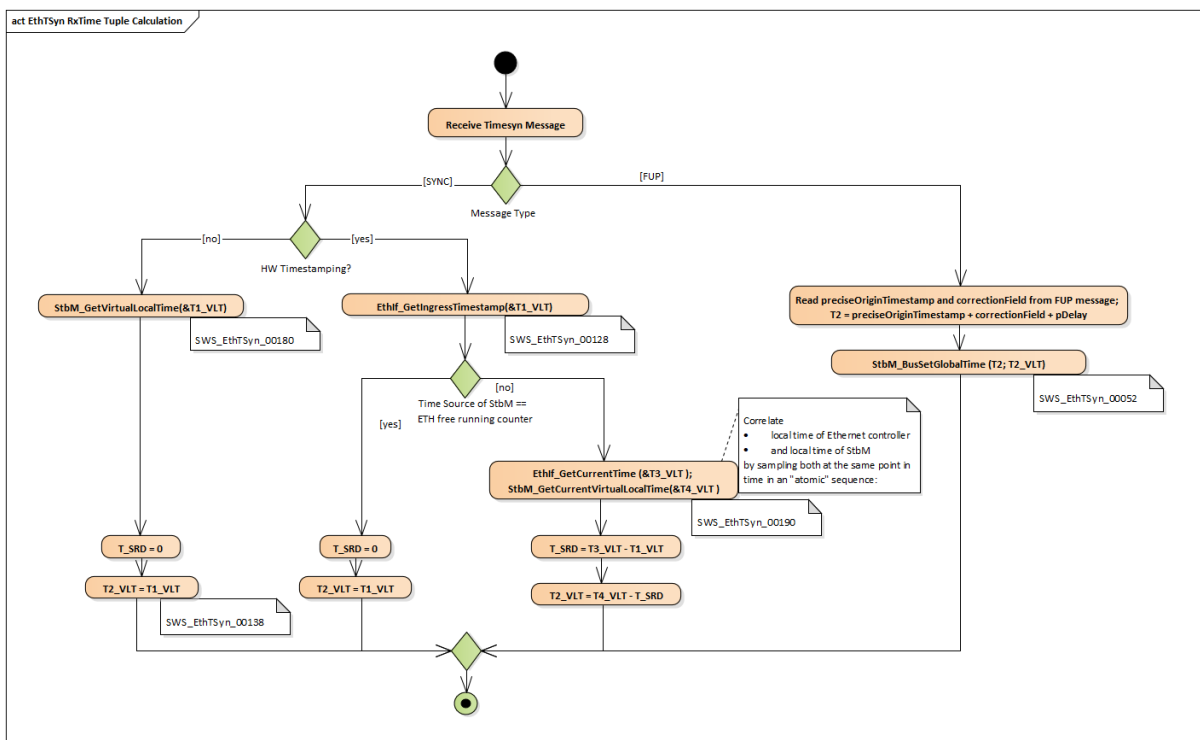 act EthTSyn RxTime Tuple Calculation
Receive Timesyn Message
[SYNC]
[FUP]
Message Type
[no]
[yes]
HW Timestamping?
StbM_GetVirtualLocalTime(&T1_VLT)
SWS_EthTSyn_00180
EthIf_GetIngressTimestamp(&T1_VLT)
SWS_EthTSyn_00128
Read preciseOriginTimestamp and correctionField from FUP message;
T2 = preciseOriginTimestamp + correctionField + pDelay
StbM_BusSetGlobalTime (T2; T2_VLT)
SWS_EthTSyn_00052
[no]
Time Source of StbM ==
ETH free running counter
[yes]
Correlate
• local time of Ethernet controller
• and local time of StbM
by sampling both at the same point in
time in an "atomic" sequence:
EthIf_GetCurrentTime (&T3_VLT );
StbM_GetCurrentVirtualLocalTime(&T4_VLT )
SWS_EthTSyn_00190
T_SRD = 0
T_SRD = 0
T_SRD = T3_VLT - T1_VLT
T2_VLT = T1_VLT
T2_VLT = T1_VLT
T2_VLT = T4_VLT - T_SRD
SWS_EthTSyn_00138